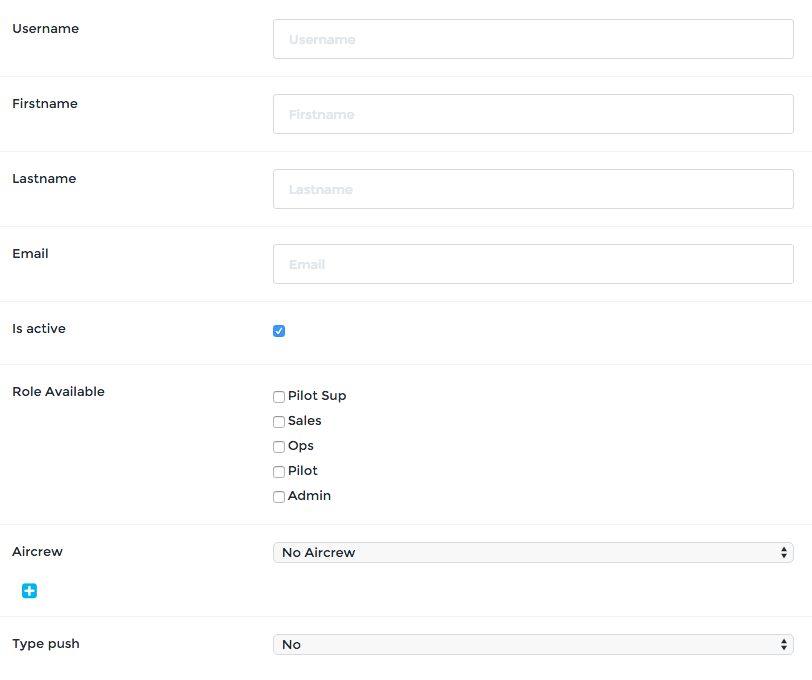 Username
Username
Firstname
Firstname
Lastname
Lastname
Email
Email
Is active
Role Available
Pilot Sup
Sales
Ops
Pilot
Admin
Aircrew
No Aircrew
Type push
No